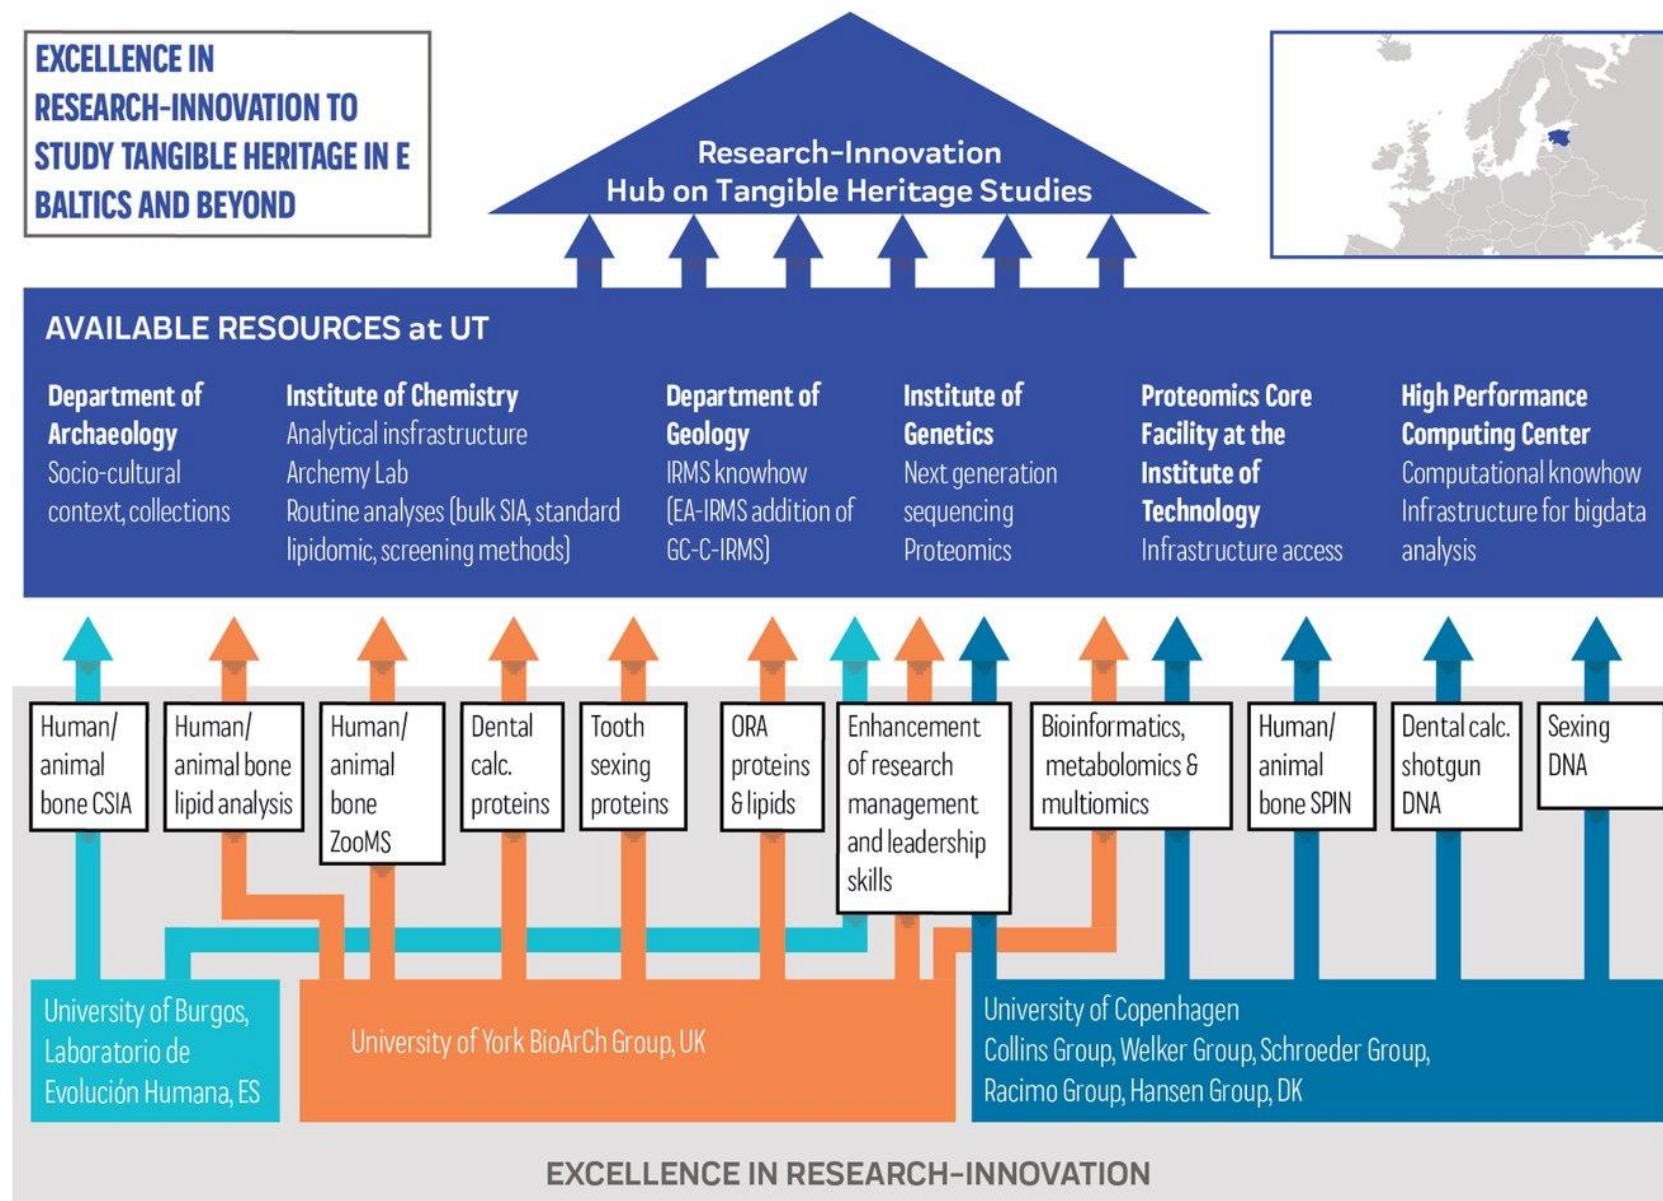 EXCELLENCE IN
RESEARCH-INNOVATION TO
STUDY TANGIBLE HERITAGE IN E
BALTICS AND BEYOND
Research-Innovation
Hub on Tangible Heritage Studies
AVAILABLE RESOURCES at UT
Department of
Archaeology
Socio-cultural
context, collections
Institute of Chemistry
Analytical insfrastructure
Archemy Lab
Routine analyses (bulk SIA, standard
lipidomic, screening methods)
Department of
Geology
IRMS knowhow
(EA-IRMS addition of
GC-C-IRMS)
Institute of
Genetics
Next generation
sequencing
Proteomics
Proteomics Core
Facility at the
Institute of
Technology
Infrastructure access
High Performance
Computing Center
Computational knowhow
Infrastructure for bigdata
analysis
Human/
animal
bone CSIA
Human/
animal bone
lipid analysis
Human/
animal
bone
ZooMS
Dental
calc.
proteins
Tooth
sexing
proteins
ORA
proteins
& lipids
Enhancement
of research
management
and leadership
skills
Bioinformatics,
metabolomics &
multiomics
Human/
animal
bone SPIN
Dental calc.
shotgun
DNA
Sexing
DNA
University of Burgos,
Laboratorio de
Evolución Humana, ES
University of York BioArCh Group, UK
University of Copenhagen
Collins Group, Welker Group, Schroeder Group,
Racimo Group, Hansen Group, DK
EXCELLENCE IN RESEARCH-INNOVATION